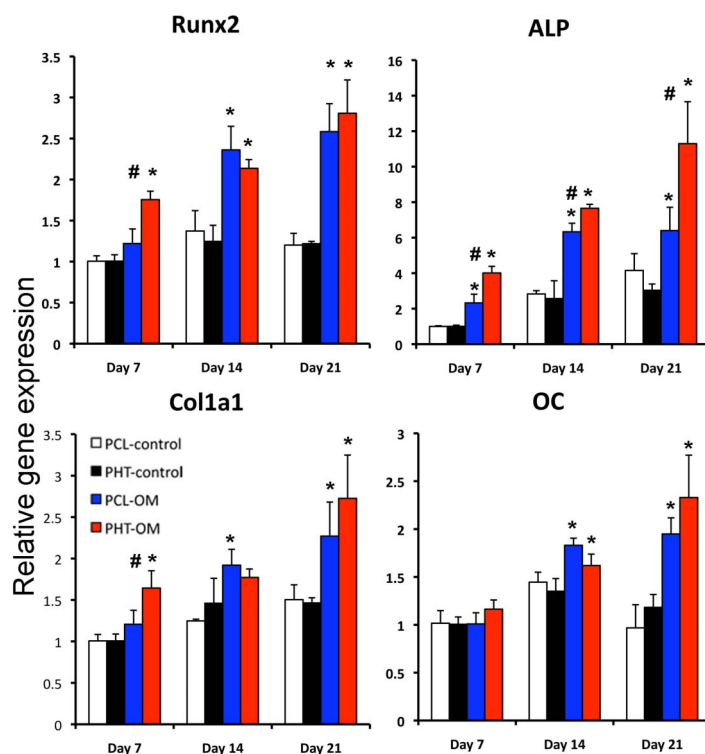 Relative gene expression
Runx2
3.5
3
2.5
2
1.5
1
0.5
0
# *
*
*
* *
Day 7
Day 14
Day 21
ALP
16
14
12
10
8
6
4
2
0
# *
*
# *
*
# *
*
Day 7
Day 14
Day 21
Col1a1
3
2.5
2
1.5
1
0.5
0
PCL-control
PHT-control
PCL-OM
PHT-OM
# *
*
*
*
Day 7
Day 14
Day 21
OC
3
2.5
2
1.5
1
0.5
0
*
*
*
*
Day 7
Day 14
Day 21